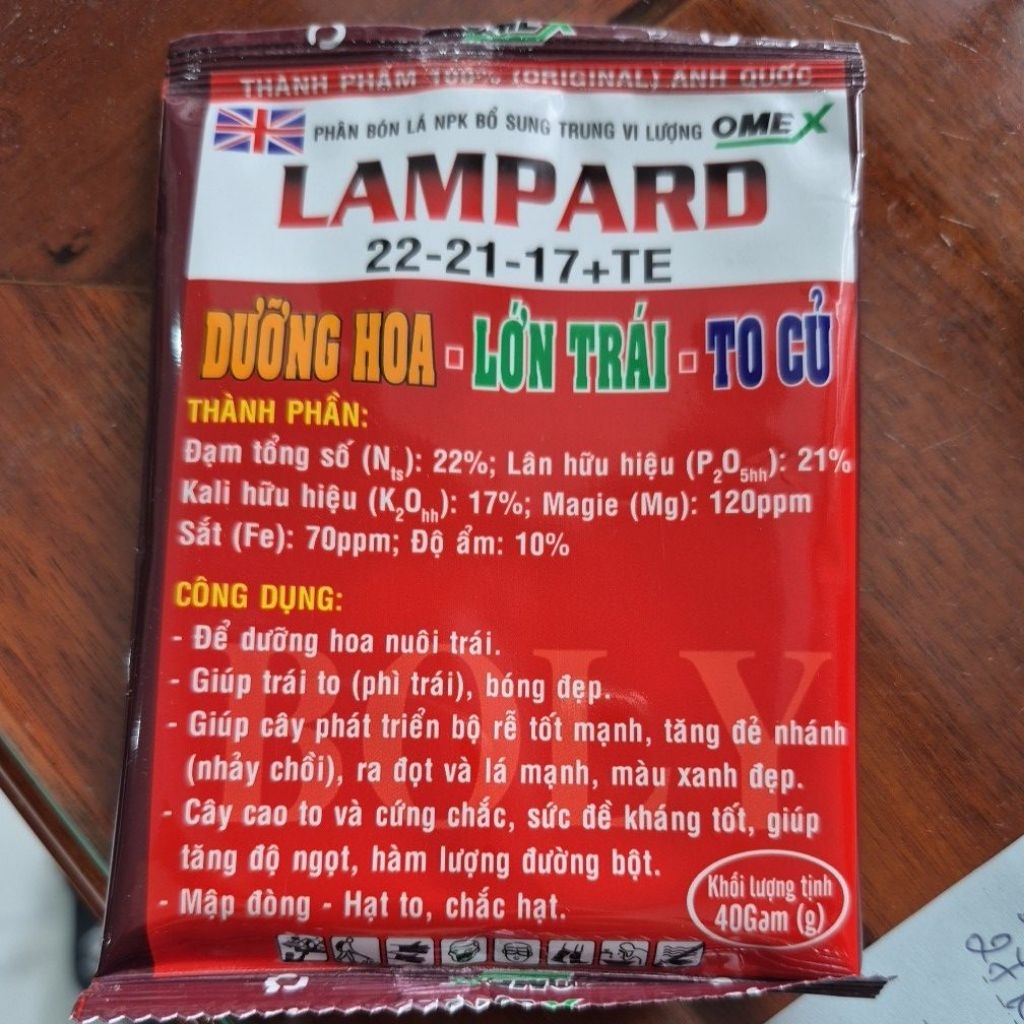 THÀNH PHẨM 100% (ORIGINAL) ANH QUỐC
PHÂN BÓN LÁ NPK BỔ SUNG TRUNG VI LƯỢNG OMEX
LAMPARD
22-21-17+TE
DƯỠNG HOA - LỚN TRÁI - TO CỦ
THÀNH PHẦN:
Đạm tổng số (Nts): 22%; Lân hữu hiệu (P2O5hh): 21%
Kali hữu hiệu (K2Ohh): 17%; Magie (Mg): 120ppm
Sắt (Fe): 70ppm; Độ ẩm: 10%
CÔNG DỤNG:
- Để dưỡng hoa nuôi trái.
- Giúp trái to (phì trái), bóng đẹp.
- Giúp cây phát triển bộ rễ tốt mạnh, tăng đẻ nhánh
(nhảy chồi), ra đọt và lá mạnh, màu xanh đẹp.
- Cây cao to và cứng chắc, sức đề kháng tốt, giúp
tăng độ ngọt, hàm lượng đường bột.
- Mập đòng - Hạt to, chắc hạt.
BOLY
Khối lượng tịnh
40Gam (g)